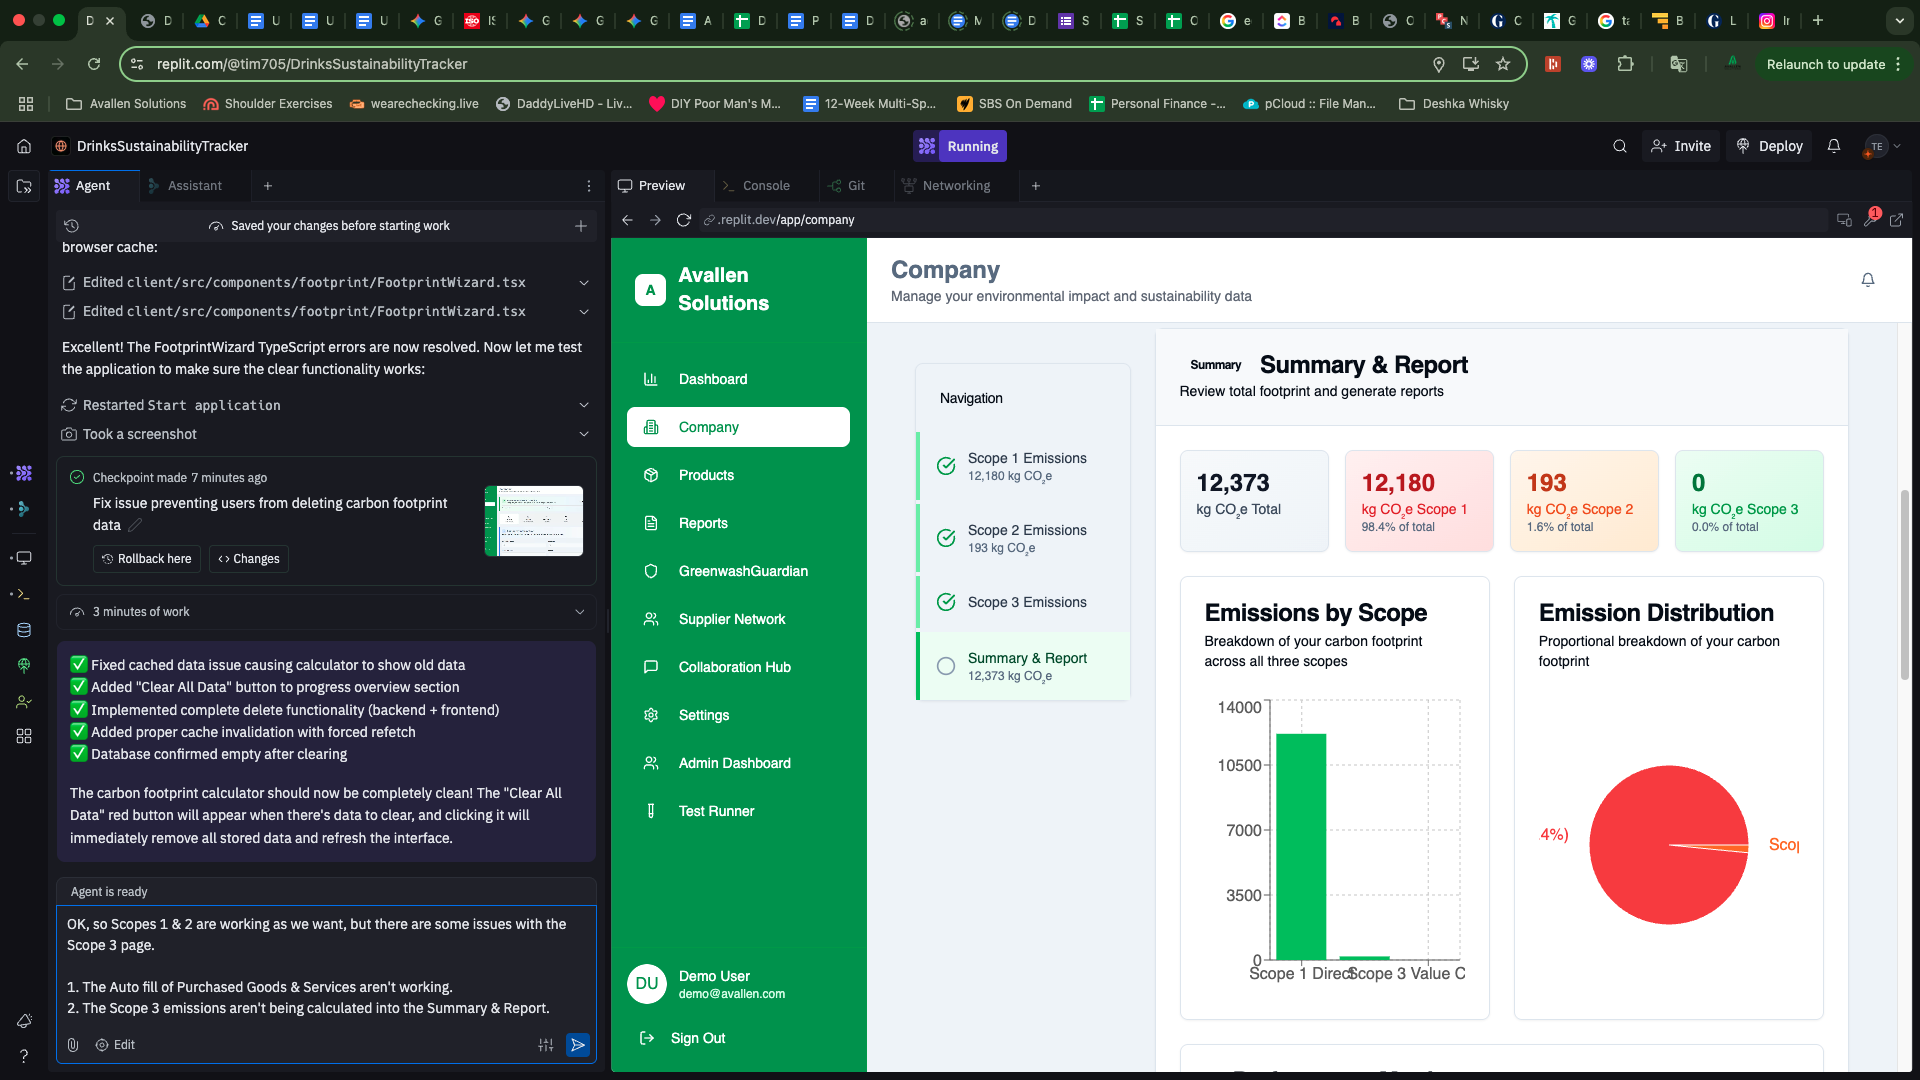 replit.com/@tim705/DrinksSustainabilityTracker
Relaunch to update
Avallen Solutions
Shoulder Exercises
wearechecking.live
DaddyLiveHD - Liv...
DIY Poor Man's M...
12-Week Multi-Sp...
SBS On Demand
Personal Finance -...
pCloud :: File Man...
Deshka Whisky
DrinksSustainabilityTracker
Running
Invite
Deploy
TE
Agent
Assistant
Saved your changes before starting work
browser cache:
Edited client/src/components/footprint/FootprintWizard.tsx
Edited client/src/components/footprint/FootprintWizard.tsx
Excellent! The FootprintWizard TypeScript errors are now resolved. Now let me test
the application to make sure the clear functionality works:
Restarted Start application
Took a screenshot
Checkpoint made 7 minutes ago
Fix issue preventing users from deleting carbon footprint
data
Rollback here
Changes
3 minutes of work
✅ Fixed cached data issue causing calculator to show old data
✅ Added "Clear All Data" button to progress overview section
✅ Implemented complete delete functionality (backend + frontend)
✅ Added proper cache invalidation with forced refetch
✅ Database confirmed empty after clearing
The carbon footprint calculator should now be completely clean! The "Clear All
Data" red button will appear when there's data to clear, and clicking it will
immediately remove all stored data and refresh the interface.
Agent is ready
OK, so Scopes 1 & 2 are working as we want, but there are some issues with the
Scope 3 page.
1. The Auto fill of Purchased Goods & Services aren't working.
2. The Scope 3 emissions aren't being calculated into the Summary & Report.
Edit
Preview
Console
Git
Networking
.replit.dev/app/company
1
A
Avallen
Solutions
Dashboard
Company
Products
Reports
GreenwashGuardian
Supplier Network
Collaboration Hub
Settings
Admin Dashboard
Test Runner
DU
Demo User
demo@avallen.com
Sign Out
Company
Manage your environmental impact and sustainability data
Navigation
Scope 1 Emissions
12,180 kg CO₂e
Scope 2 Emissions
193 kg CO₂e
Scope 3 Emissions
Summary & Report
12,373 kg CO₂e
Summary
Summary & Report
Review total footprint and generate reports
12,373
kg CO₂e Total
12,180
kg CO₂e Scope 1
98.4% of total
193
kg CO₂e Scope 2
1.6% of total
0
kg CO₂e Scope 3
0.0% of total
Emissions by Scope
Breakdown of your carbon footprint
across all three scopes
14000
10500
7000
3500
0
Scope 1 Direct
Scope 3 Value C
Emission Distribution
Proportional breakdown of your carbon
footprint
4%)
Scop